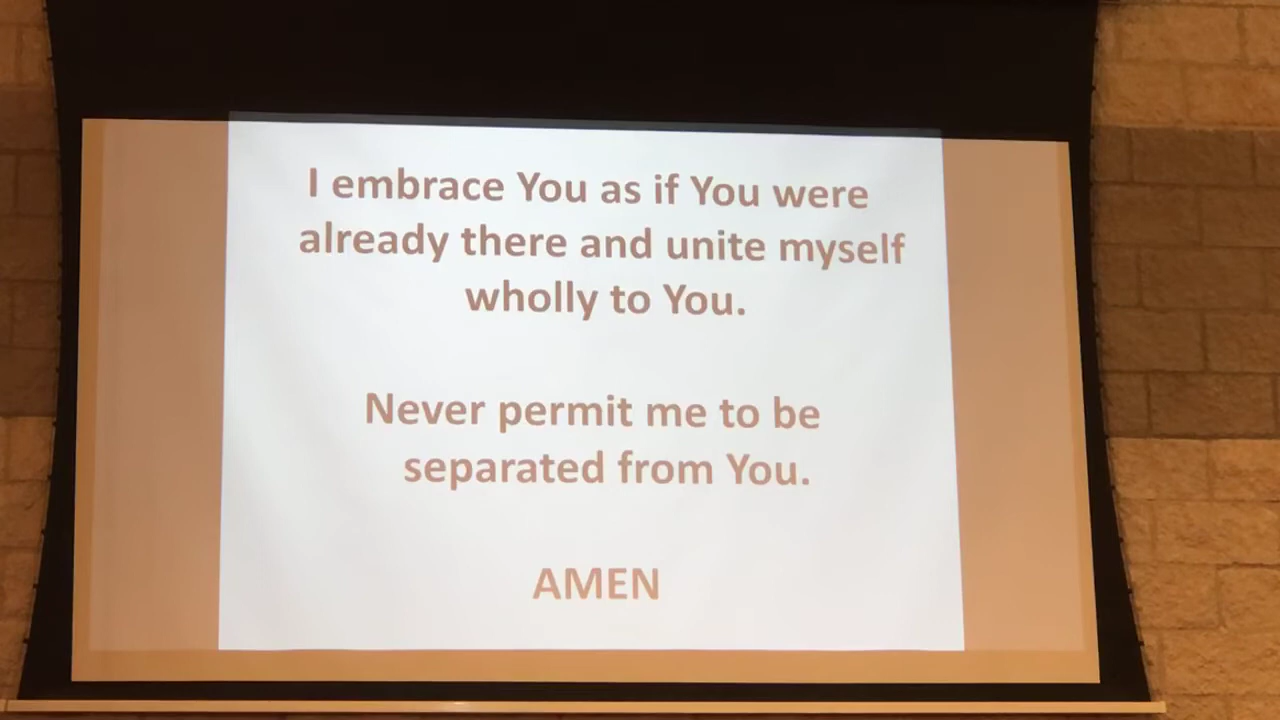 I embrace You as if You were
already there and unite myself
wholly to You.
Never permit me to be
separated from You.
AMEN